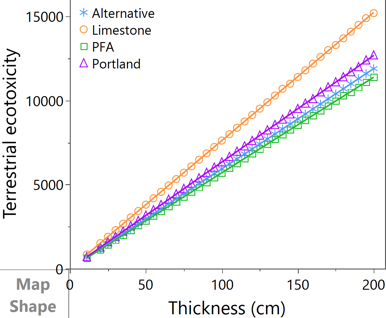 Terrestrial ecotoxicity
15000
10000
5000
0
Alternative
Limestone
PFA
Portland
0 50 100 150 200
Map
Shape
Thickness (cm)